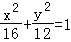 x²/16 + y²/12 = 1